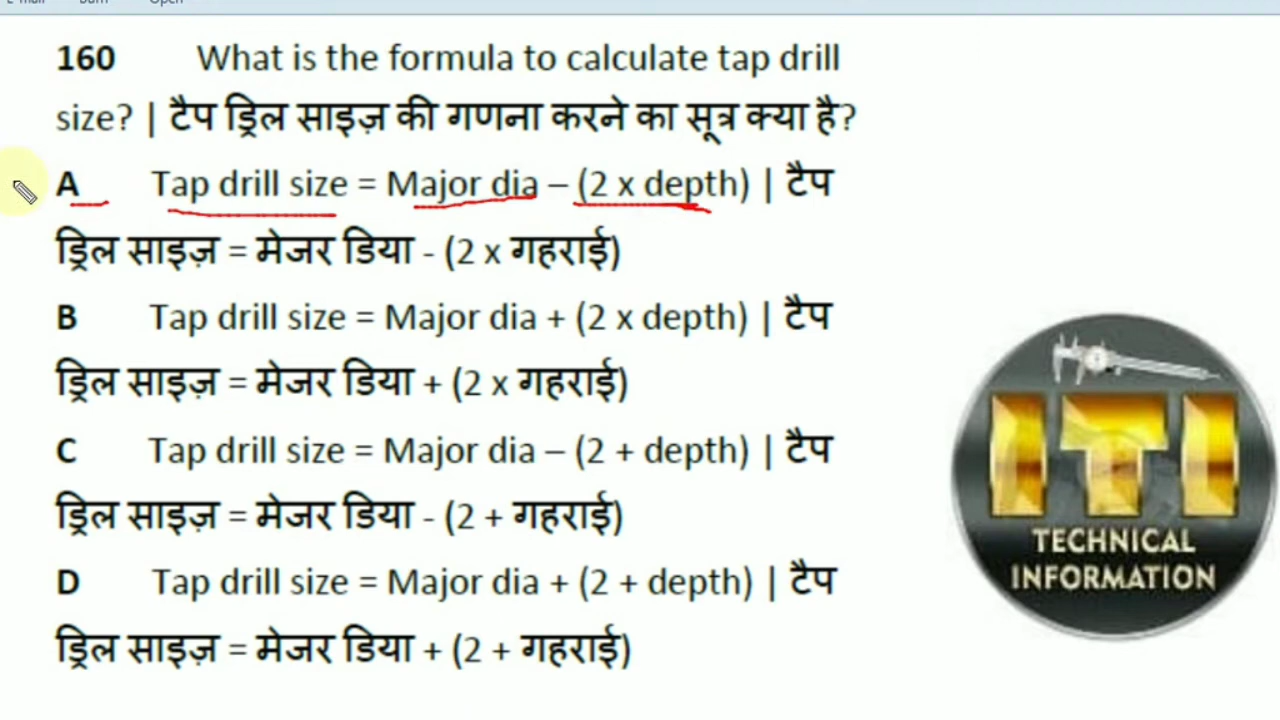 E-mail Burn Open
160 What is the formula to calculate tap drill
size? | टैप ड्रिल साइज़ की गणना करने का सूत्र क्या है?
A Tap drill size = Major dia – (2 x depth) | टैप
ड्रिल साइज़ = मेजर डिया - (2 x गहराई)
B Tap drill size = Major dia + (2 x depth) | टैप
ड्रिल साइज़ = मेजर डिया + (2 x गहराई)
C Tap drill size = Major dia – (2 + depth) | टैप
ड्रिल साइज़ = मेजर डिया - (2 + गहराई)
D Tap drill size = Major dia + (2 + depth) | टैप
ड्रिल साइज़ = मेजर डिया + (2 + गहराई)
ITI
TECHNICAL
INFORMATION